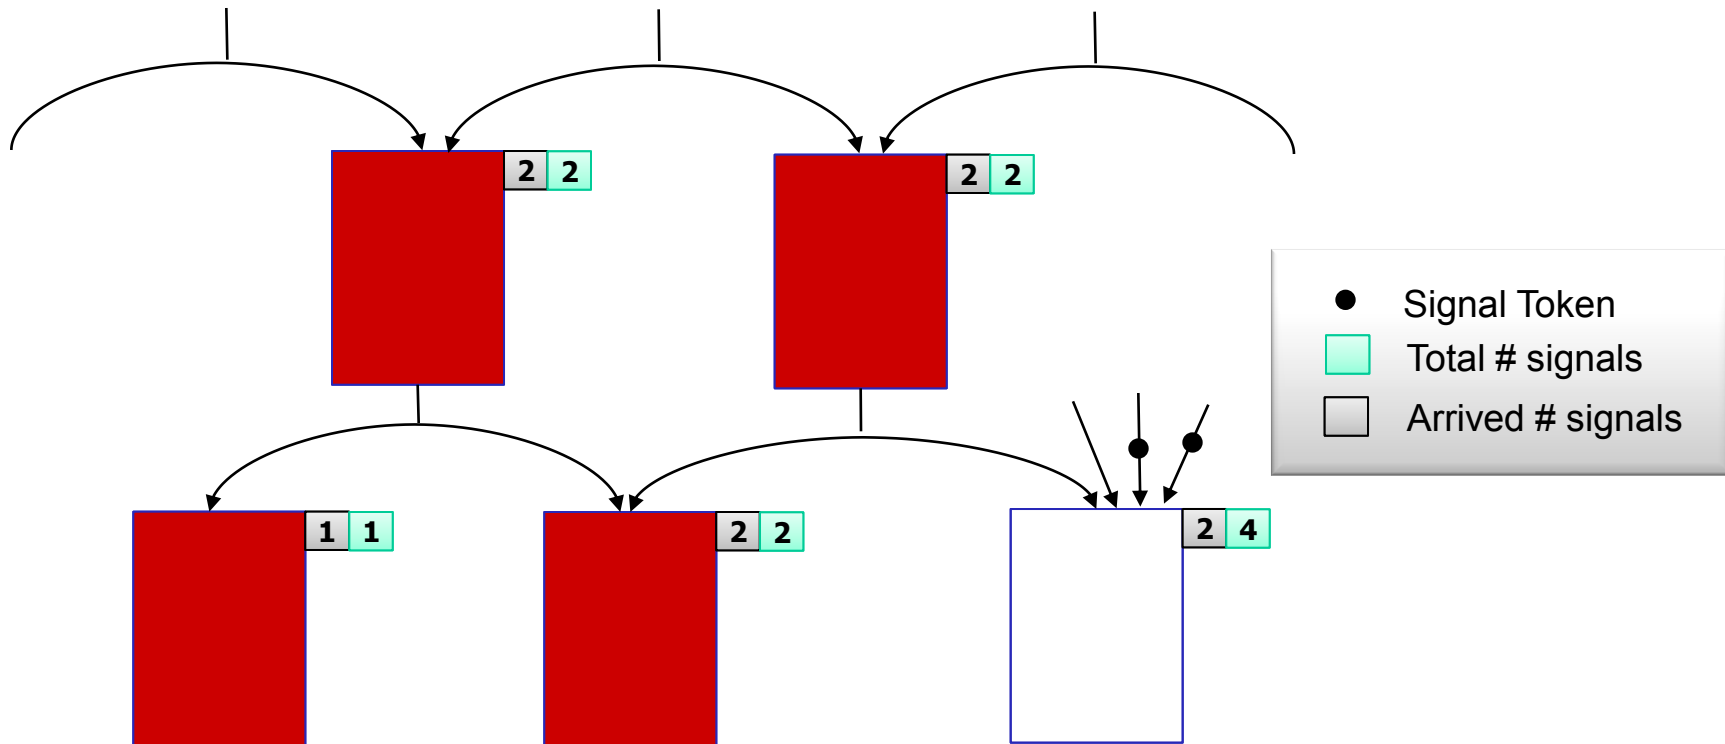 2 2
2 2
Signal Token
Total # signals
Arrived # signals
1 1
2 2
2 4